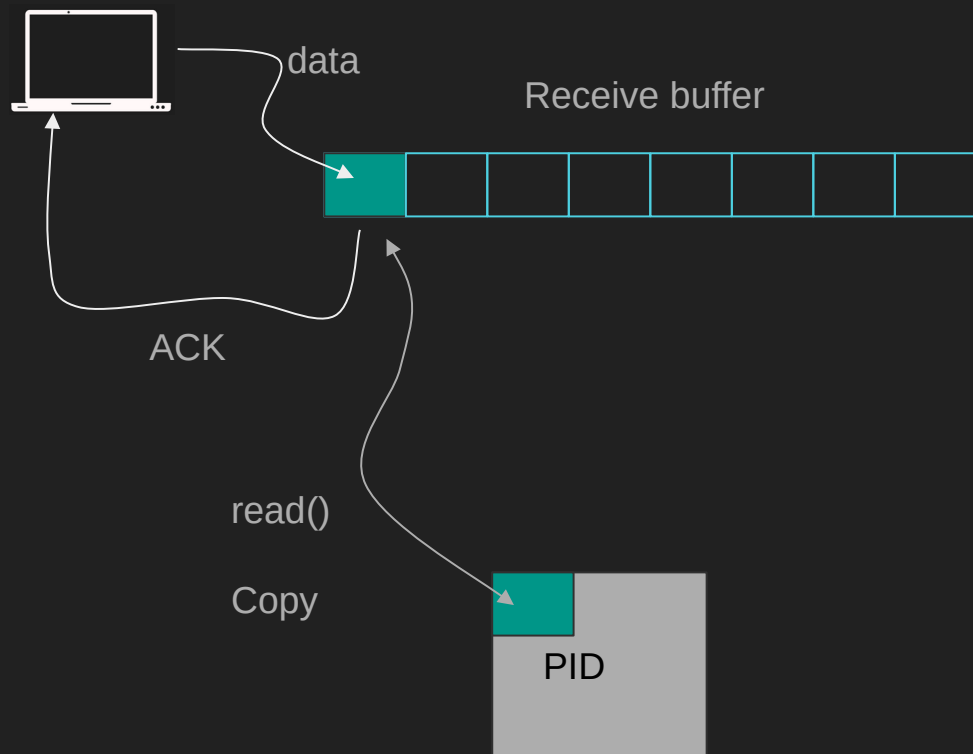 data
Receive buffer
ACK
read()
Copy
PID